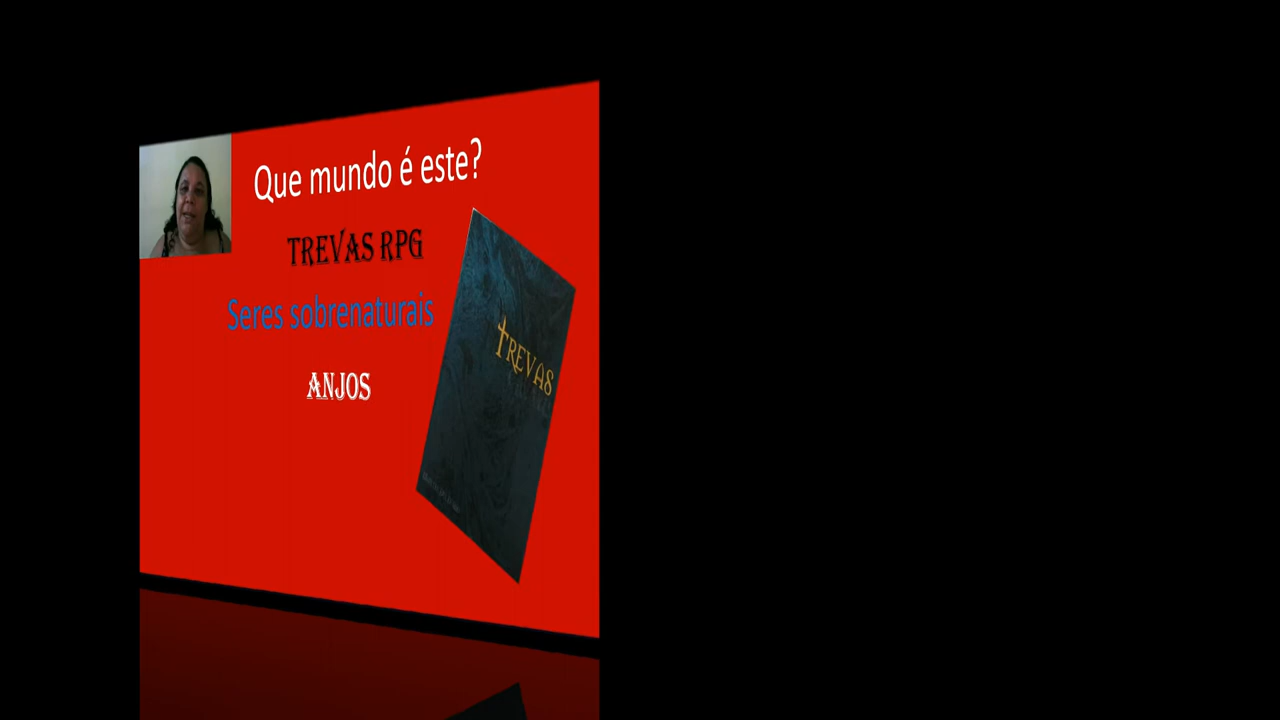 Que mundo é este?
TREVAS RPG
Seres sobrenaturais
ANJOS
TREVAS